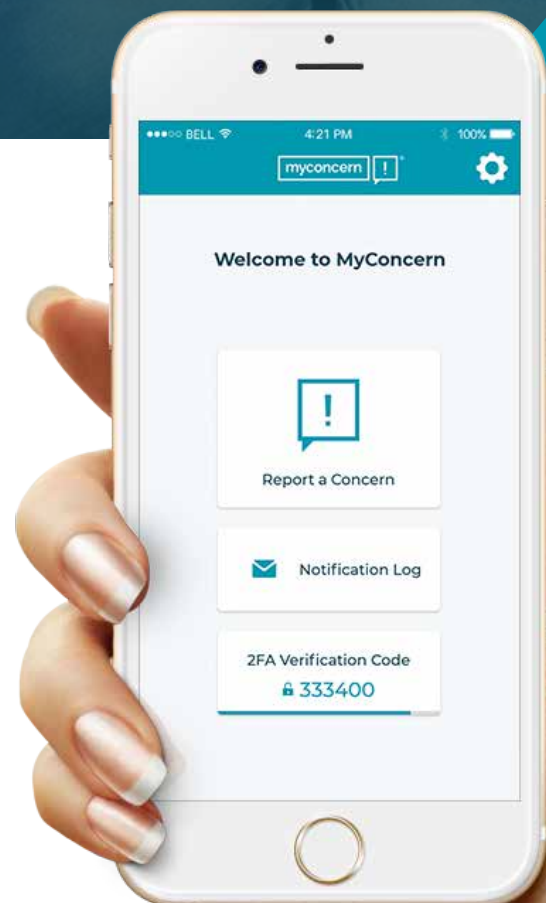 BELL 4:21 PM 100%
myconcern !
Welcome to MyConcern
!
Report a Concern
Notification Log
2FA Verification Code
333400